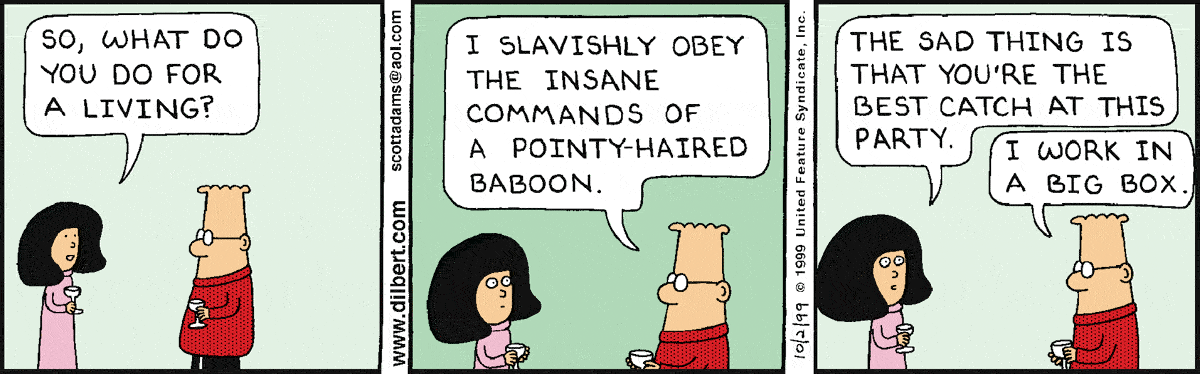 SO, WHAT DO
YOU DO FOR
A LIVING?
www.dilbert.com scottadams@aol.com
I SLAVISHLY OBEY
THE INSANE
COMMANDS OF
A POINTY-HAIRED
BABOON.
10/2/99 © 1999 United Feature Syndicate, Inc.
THE SAD THING IS
THAT YOU'RE THE
BEST CATCH AT THIS
PARTY.
I WORK IN
A BIG BOX.